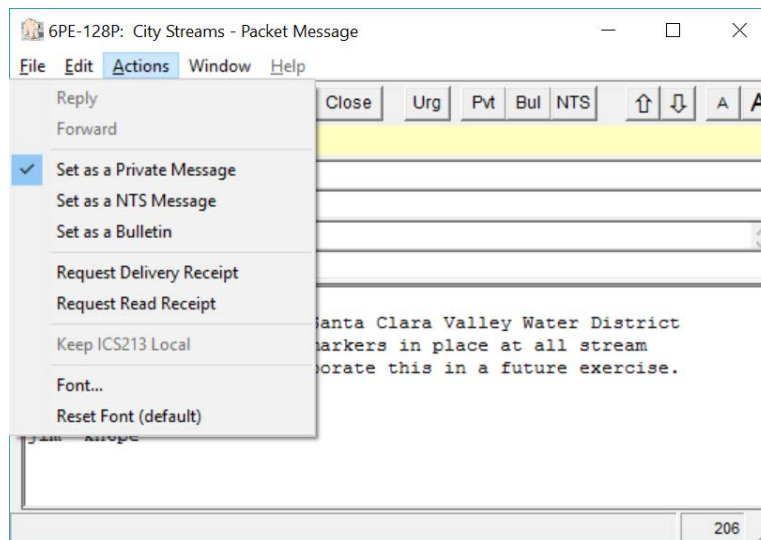 6PE-128P: City Streams - Packet Message
File Edit Actions Window Help
Close Urg Pvt Bul NTS A A
Reply
Forward
Set as a Private Message
Set as a NTS Message
Set as a Bulletin
Request Delivery Receipt
Request Read Receipt
Keep ICS213 Local
Font...
Reset Font (default)
Santa Clara Valley Water District
markers in place at all stream
this in a future exercise.
206